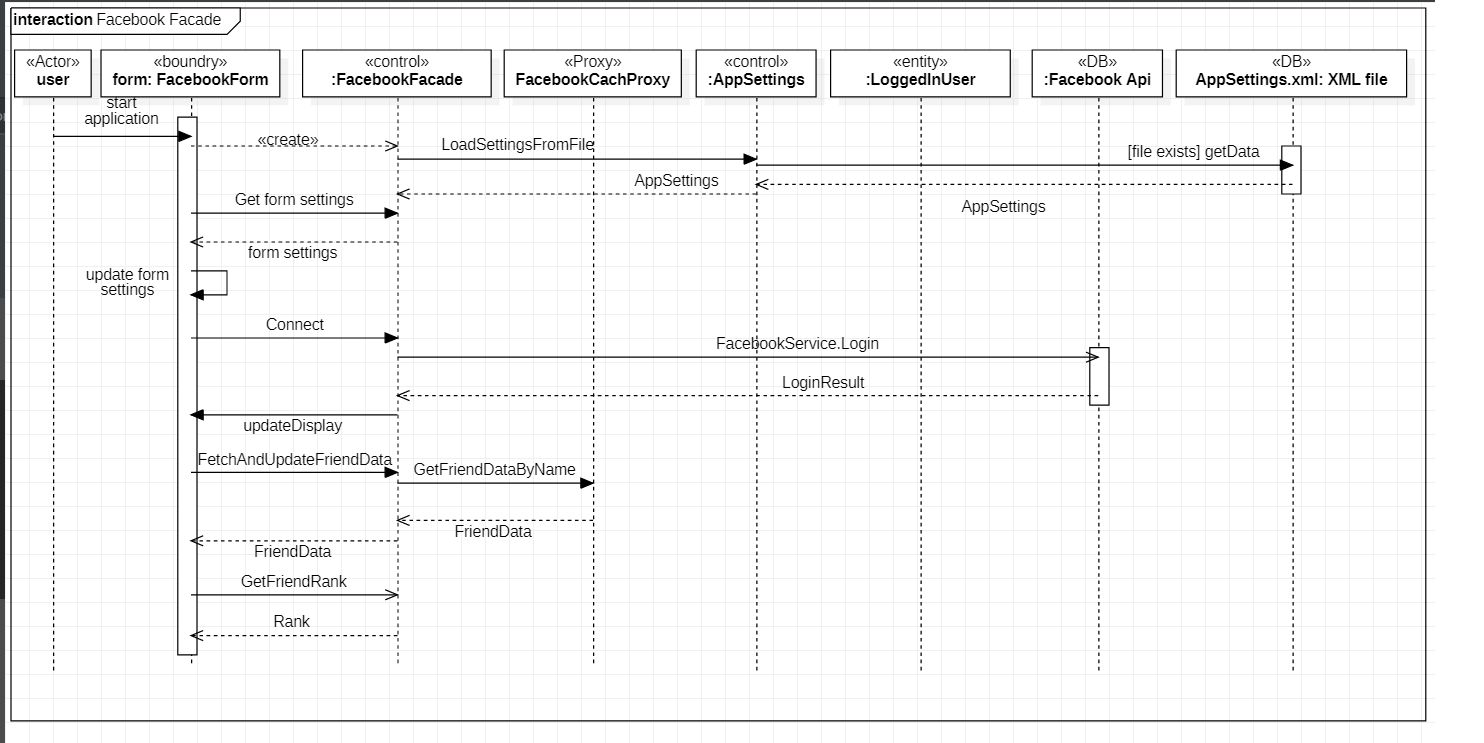 interaction Facebook Facade
«Actor»
user
«boundry»
form: FacebookForm
«control»
:FacebookFacade
«Proxy»
FacebookCachProxy
«control»
:AppSettings
«entity»
:LoggedInUser
«DB»
:Facebook Api
«DB»
AppSettings.xml: XML file
start
application
«create»
LoadSettingsFromFile
[file exists] getData
AppSettings
AppSettings
Get form settings
form settings
update form
settings
Connect
FacebookService.Login
LoginResult
updateDisplay
FetchAndUpdateFriendData
GetFriendDataByName
FriendData
FriendData
GetFriendRank
Rank